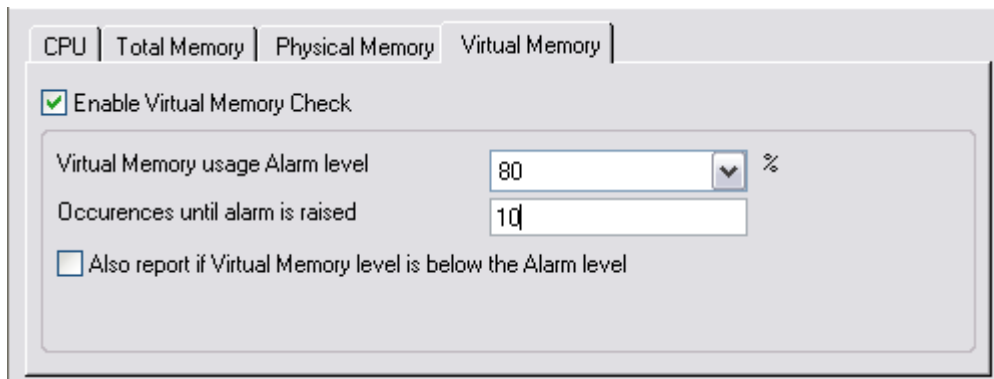 CPU Total Memory Physical Memory Virtual Memory
Enable Virtual Memory Check
Virtual Memory usage Alarm level 80 %
Occurences until alarm is raised 10
Also report if Virtual Memory level is below the Alarm level